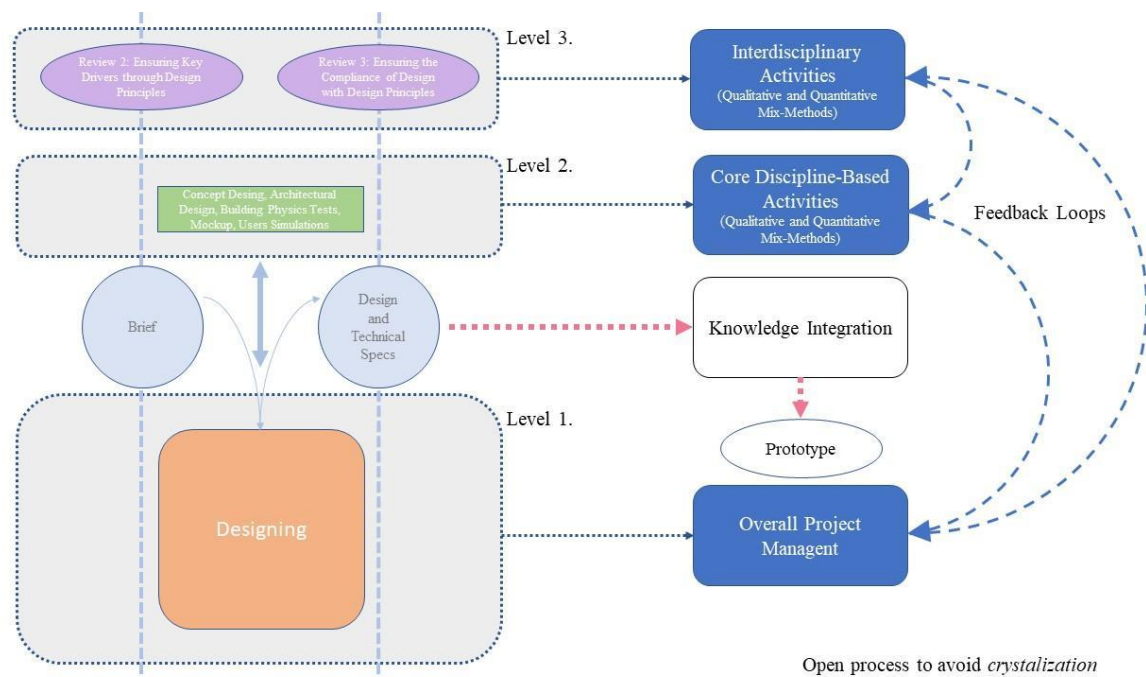 Level 3.
Review 2: Ensuring Key
Drivers through Design
Principles
Review 3: Ensuring the
Compliance of Design
with Design Principles
Interdisciplinary
Activities
(Qualitative and Quantitative
Mix-Methods)
Level 2.
Concept Desing, Architectural
Design, Building Physics Tests,
Mockup, Users Simulations
Core Discipline-Based
Activities
(Qualitative and Quantitative
Mix-Methods)
Feedback Loops
Brief
Design
and
Technical
Specs
Knowledge Integration
Level 1.
Prototype
Designing
Overall Project
Managent
Open process to avoid crystalization